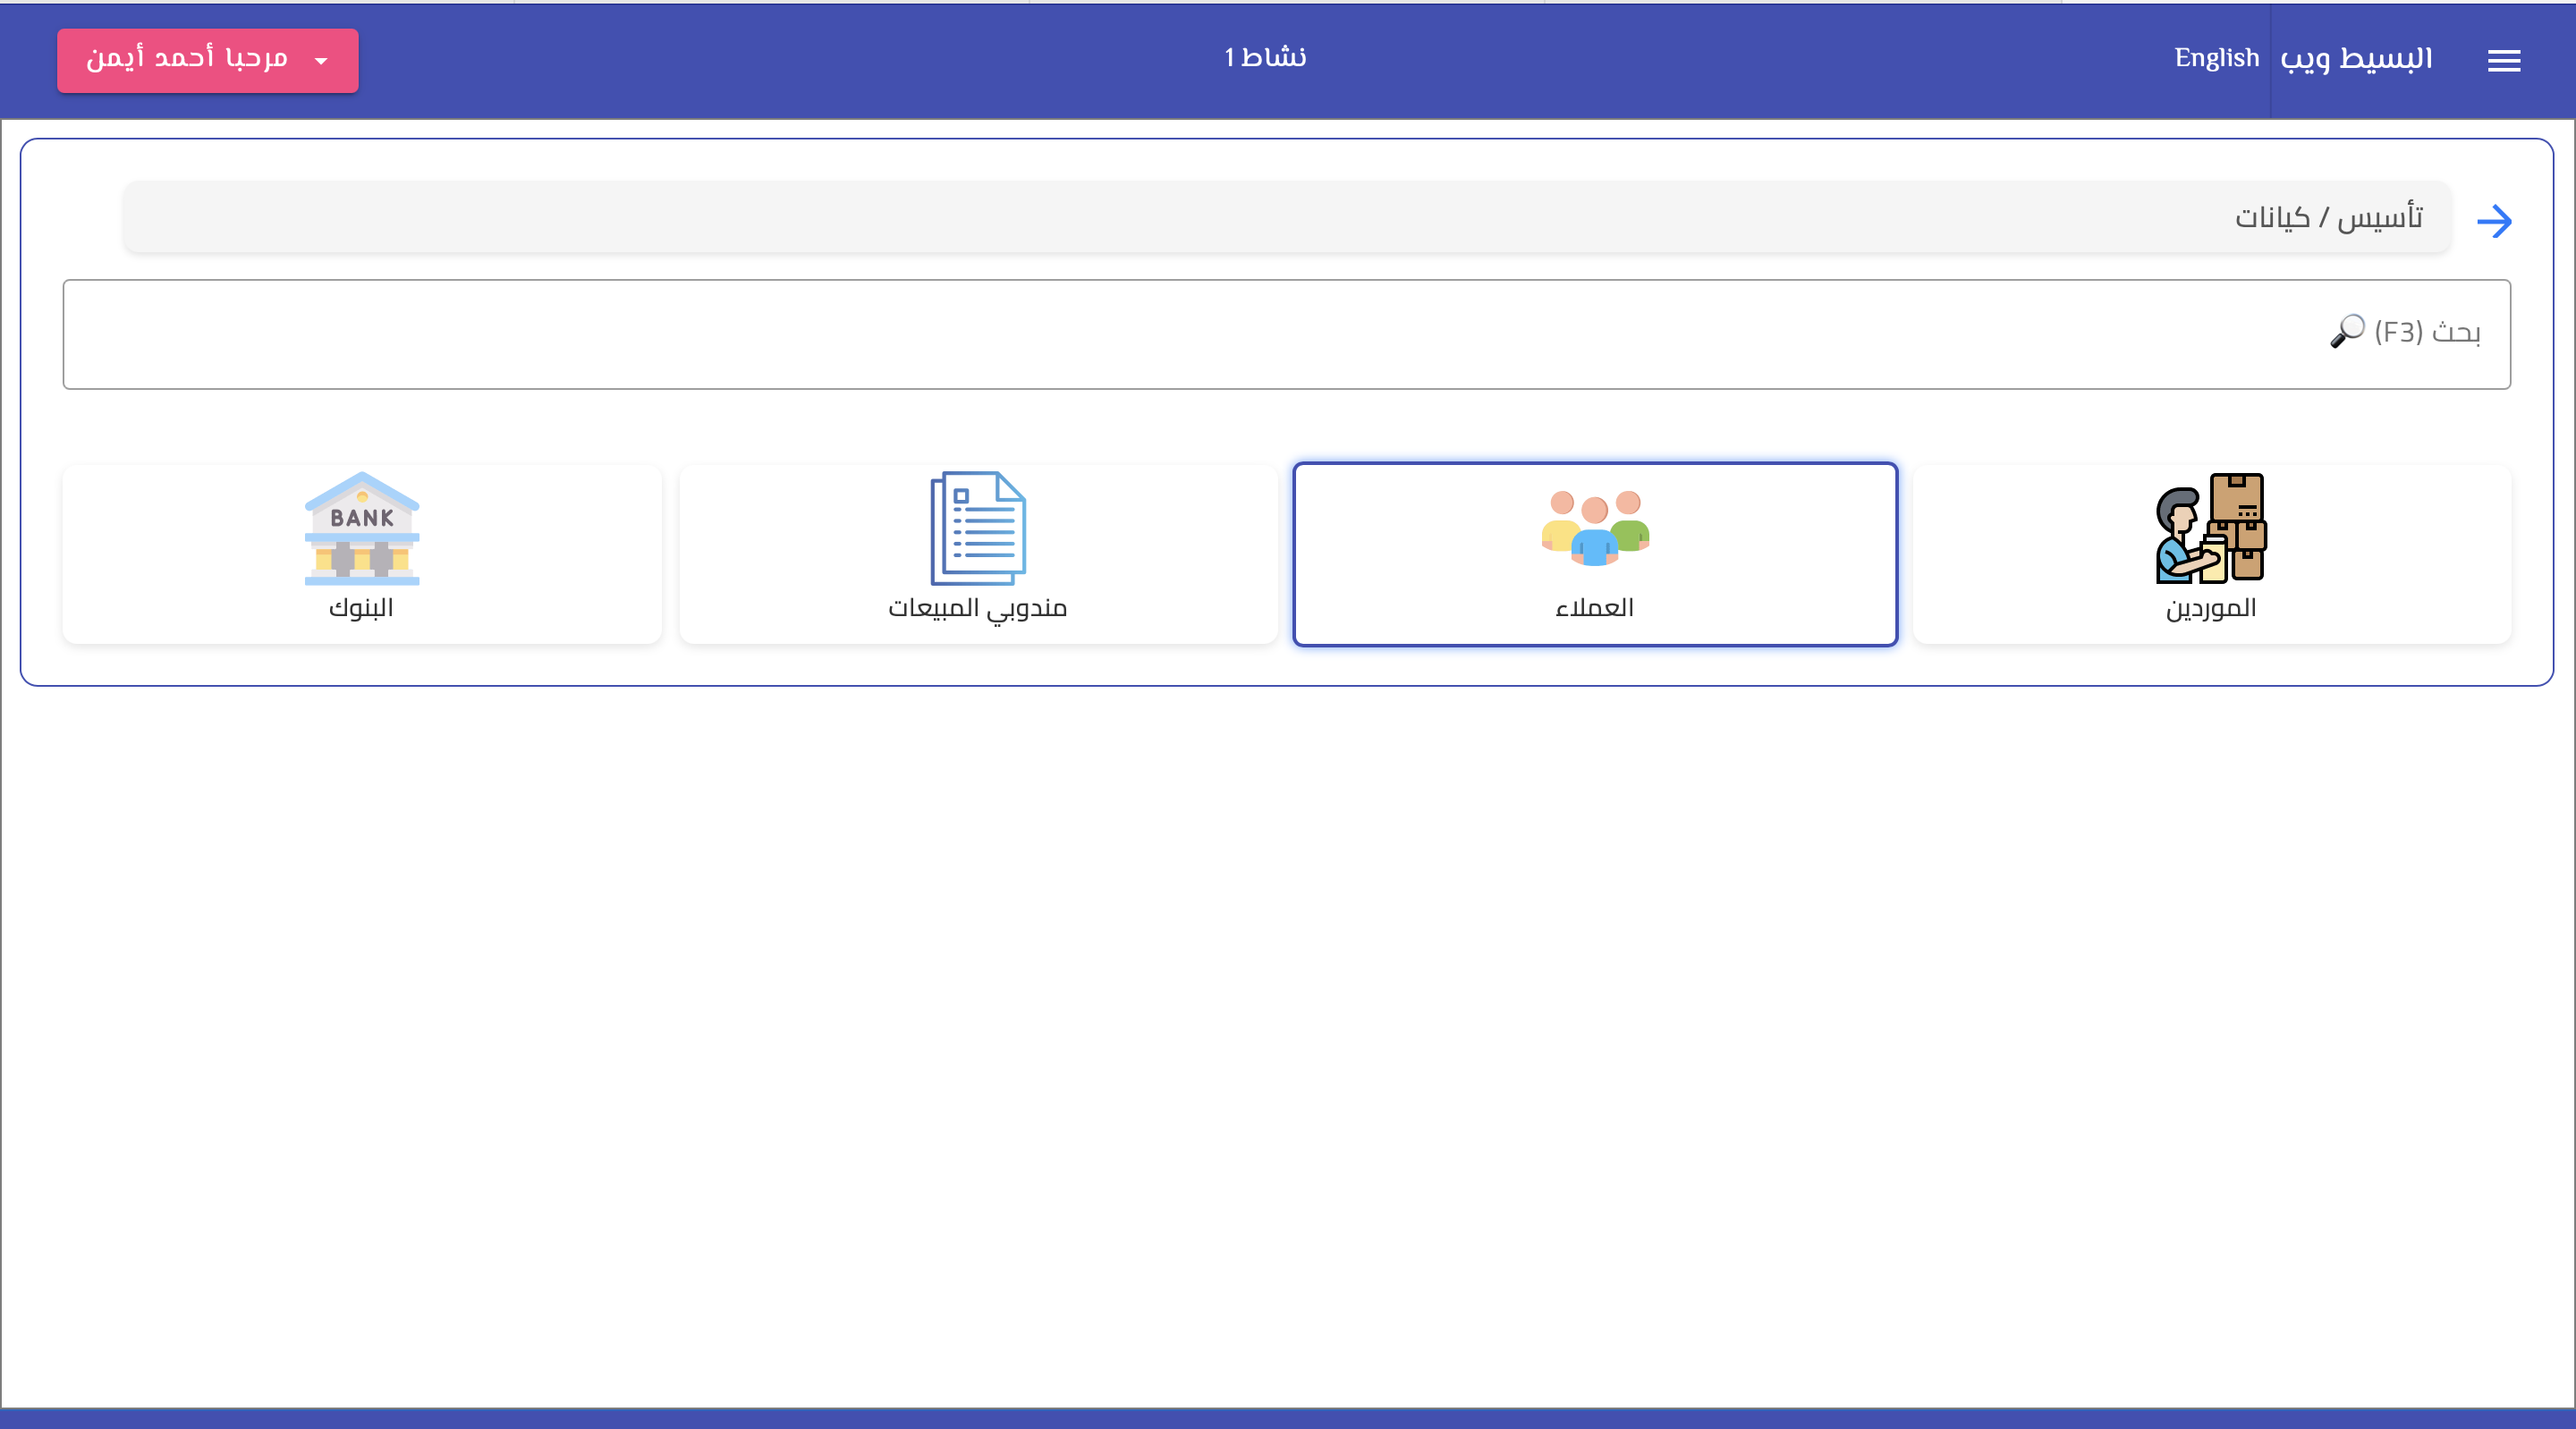 البسيط ويب
English
نشاط 1
مرحبا أحمد أيمن
تأسيس / كيانات
بحث (F3)
الموردين
العملاء
مندوبي المبيعات
BANK
البنوك